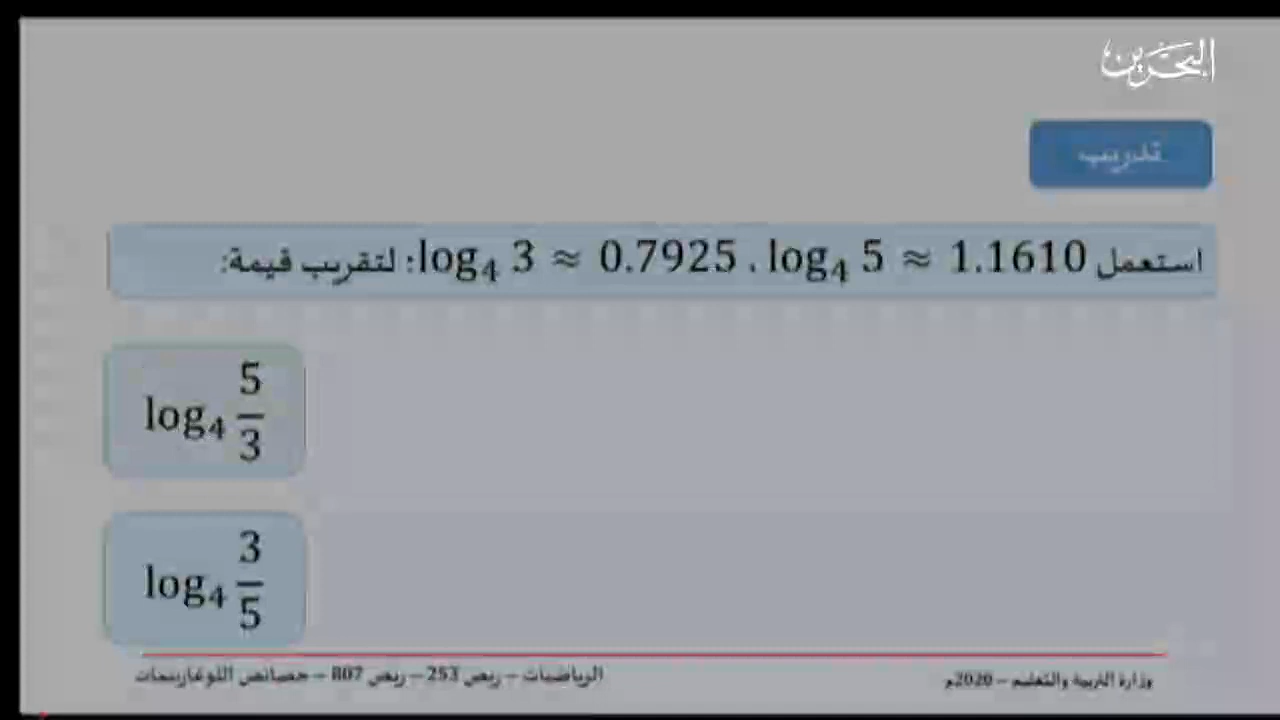 البحرين
تدريب
استعمل log₄ 3 ≈ 0.7925 . log₄ 5 ≈ 1.1610؛ لتقريب قيمة:
log₄ 5/3
log₄ 3/5
وزارة التربية والتعليم – 2020م
الرياضيات – ريض 253 – ريض 807 – خصائص اللوغاريتمات